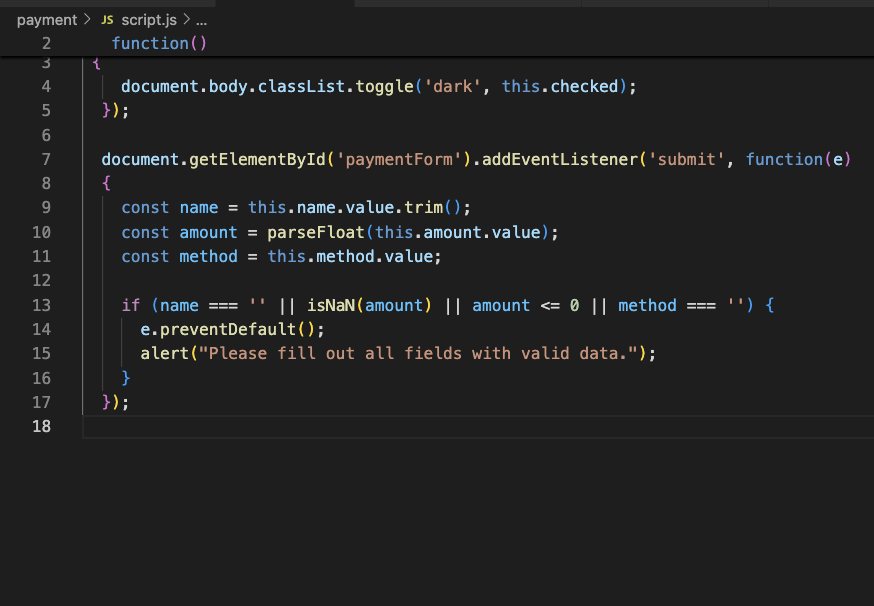 payment > JS script.js > ...
2 function()
3 {
4 document.body.classList.toggle('dark', this.checked);
5 });
6
7 document.getElementById('paymentForm').addEventListener('submit', function(e)
8 {
9 const name = this.name.value.trim();
10 const amount = parseFloat(this.amount.value);
11 const method = this.method.value;
12
13 if (name === '' || isNaN(amount) || amount <= 0 || method === '') {
14 e.preventDefault();
15 alert("Please fill out all fields with valid data.");
16 }
17 });
18